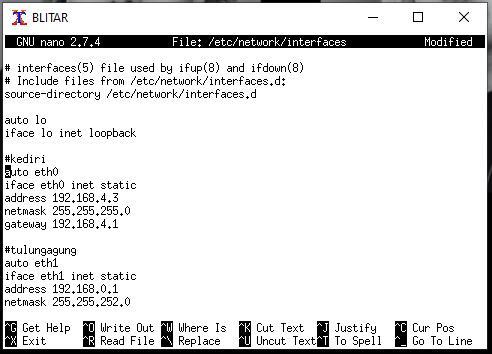 BLITAR
GNU nano 2.7.4 File: /etc/network/interfaces Modified
# interfaces(5) file used by ifup(8) and ifdown(8)
# Include files from /etc/network/interfaces.d:
source-directory /etc/network/interfaces.d
auto lo
iface lo inet loopback
#kediri
auto eth0
iface eth0 inet static
address 192.168.4.3
netmask 255.255.255.0
gateway 192.168.4.1
#tulungagung
auto eth1
iface eth1 inet static
address 192.168.0.1
netmask 255.255.252.0
^G Get Help ^O Write Out ^W Where Is ^K Cut Text ^J Justify ^C Cur Pos
^X Exit ^R Read File ^\ Replace ^U Uncut Text ^T To Spell ^_ Go To Line